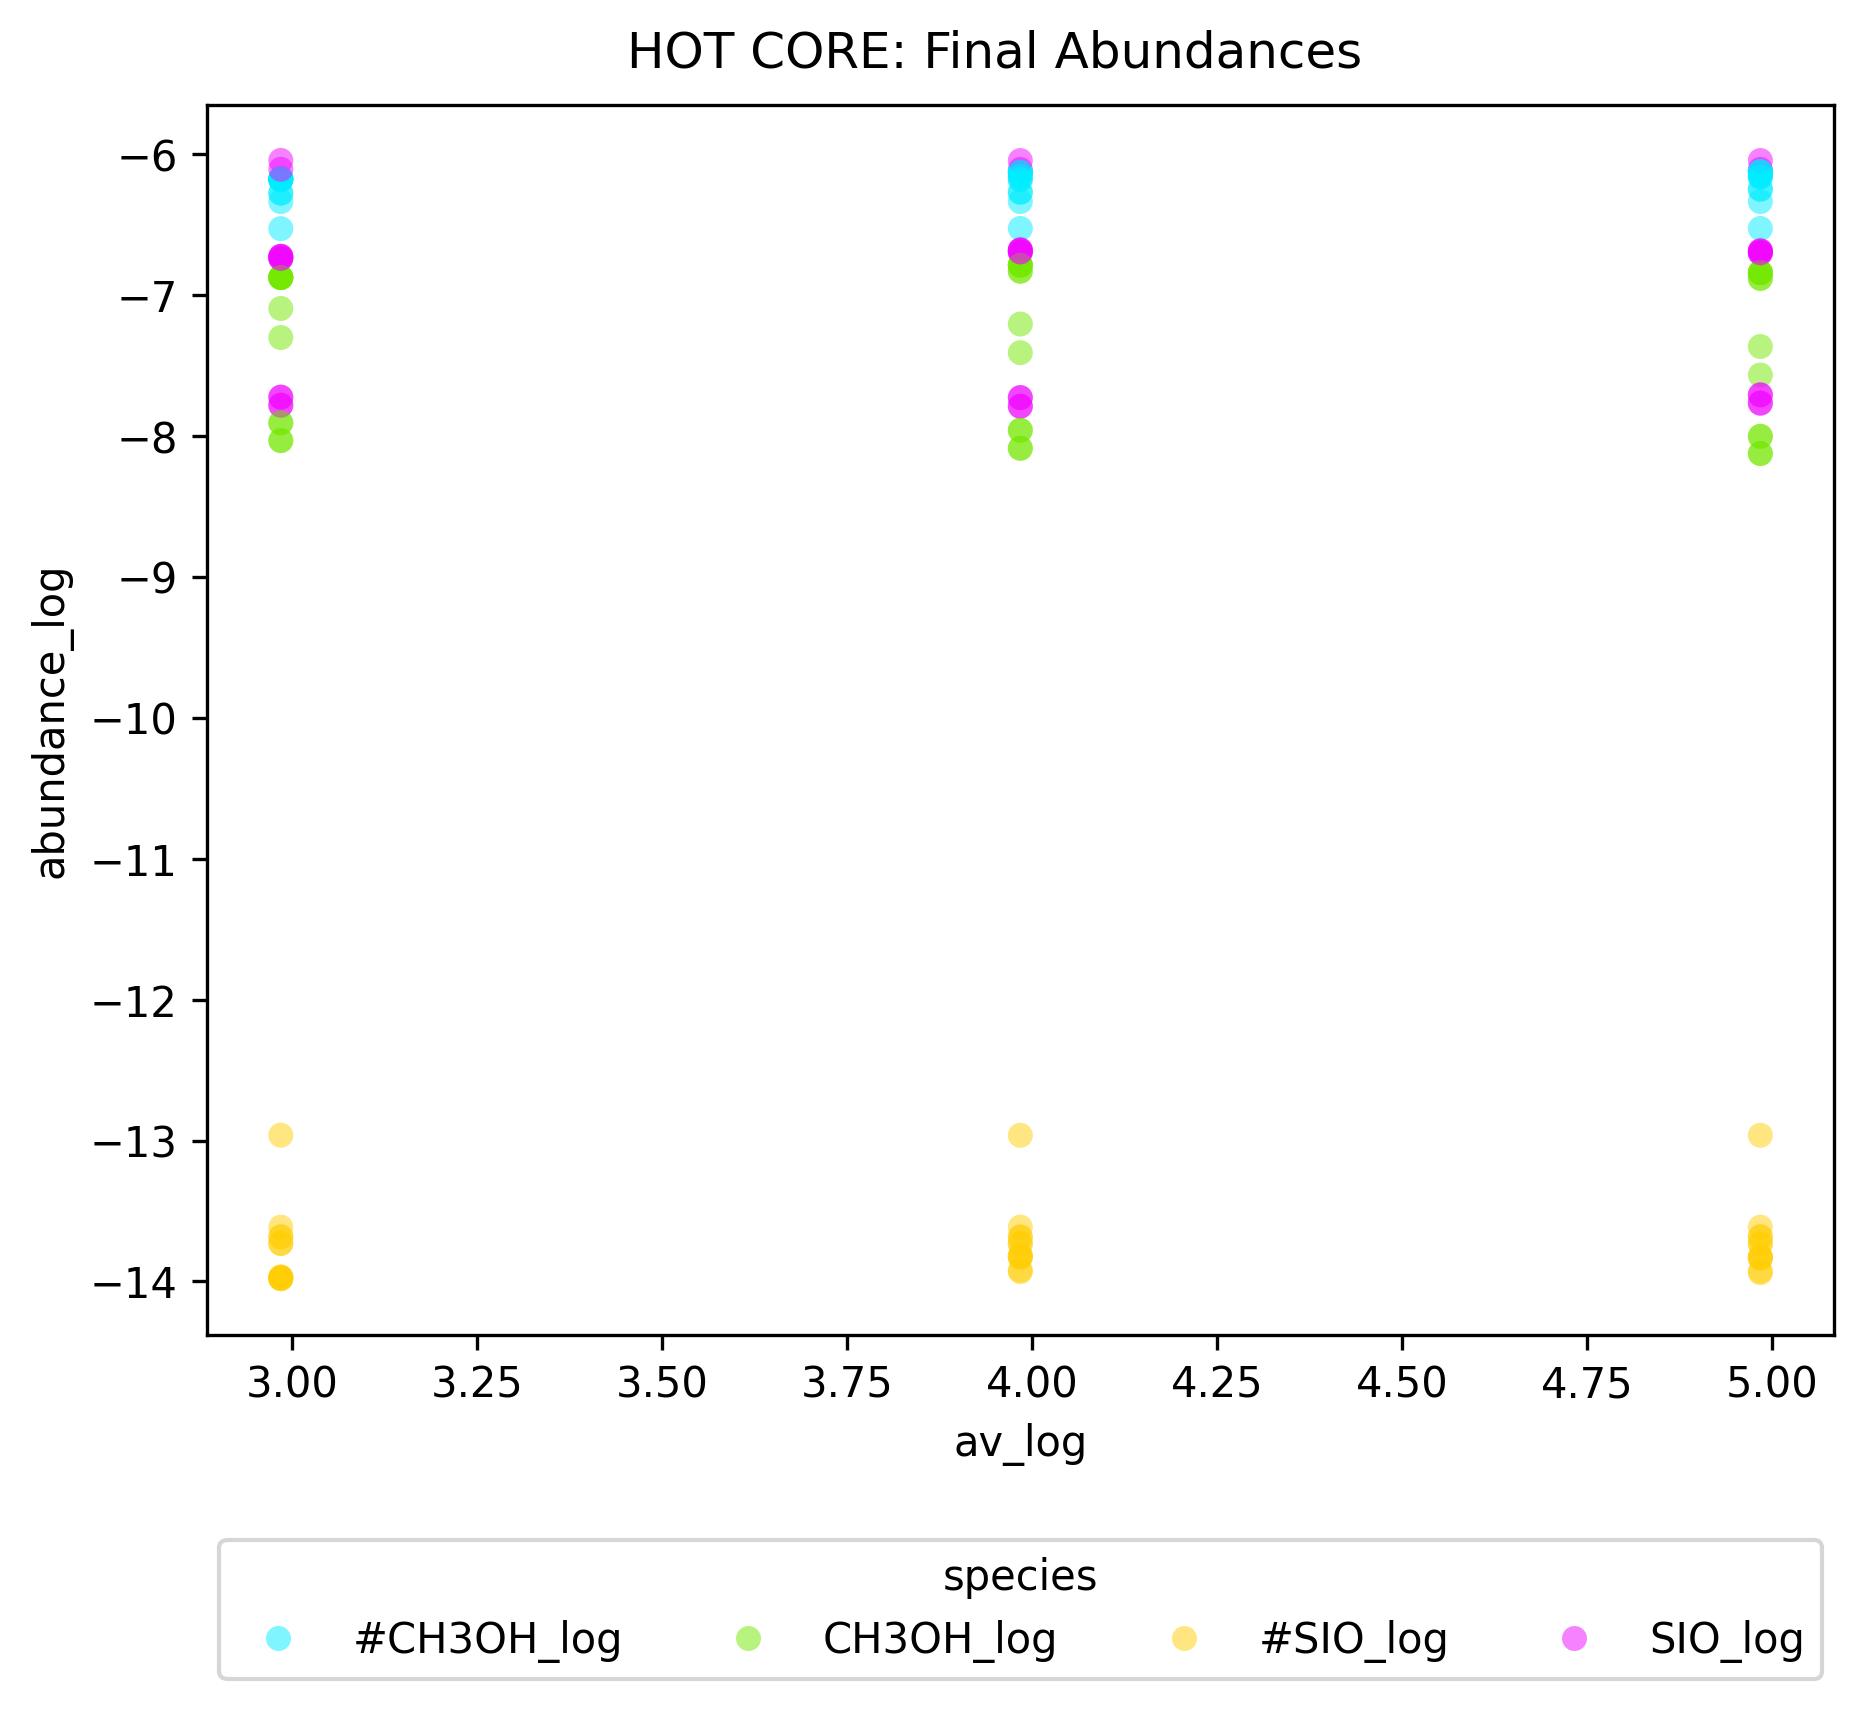 HOT CORE: Final Abundances
abundance_log
−6
−7
−8
−9
−10
−11
−12
−13
−14
3.00 3.25 3.50 3.75 4.00 4.25 4.50 4.75 5.00
av_log
species
#CH3OH_log CH3OH_log #SIO_log SIO_log